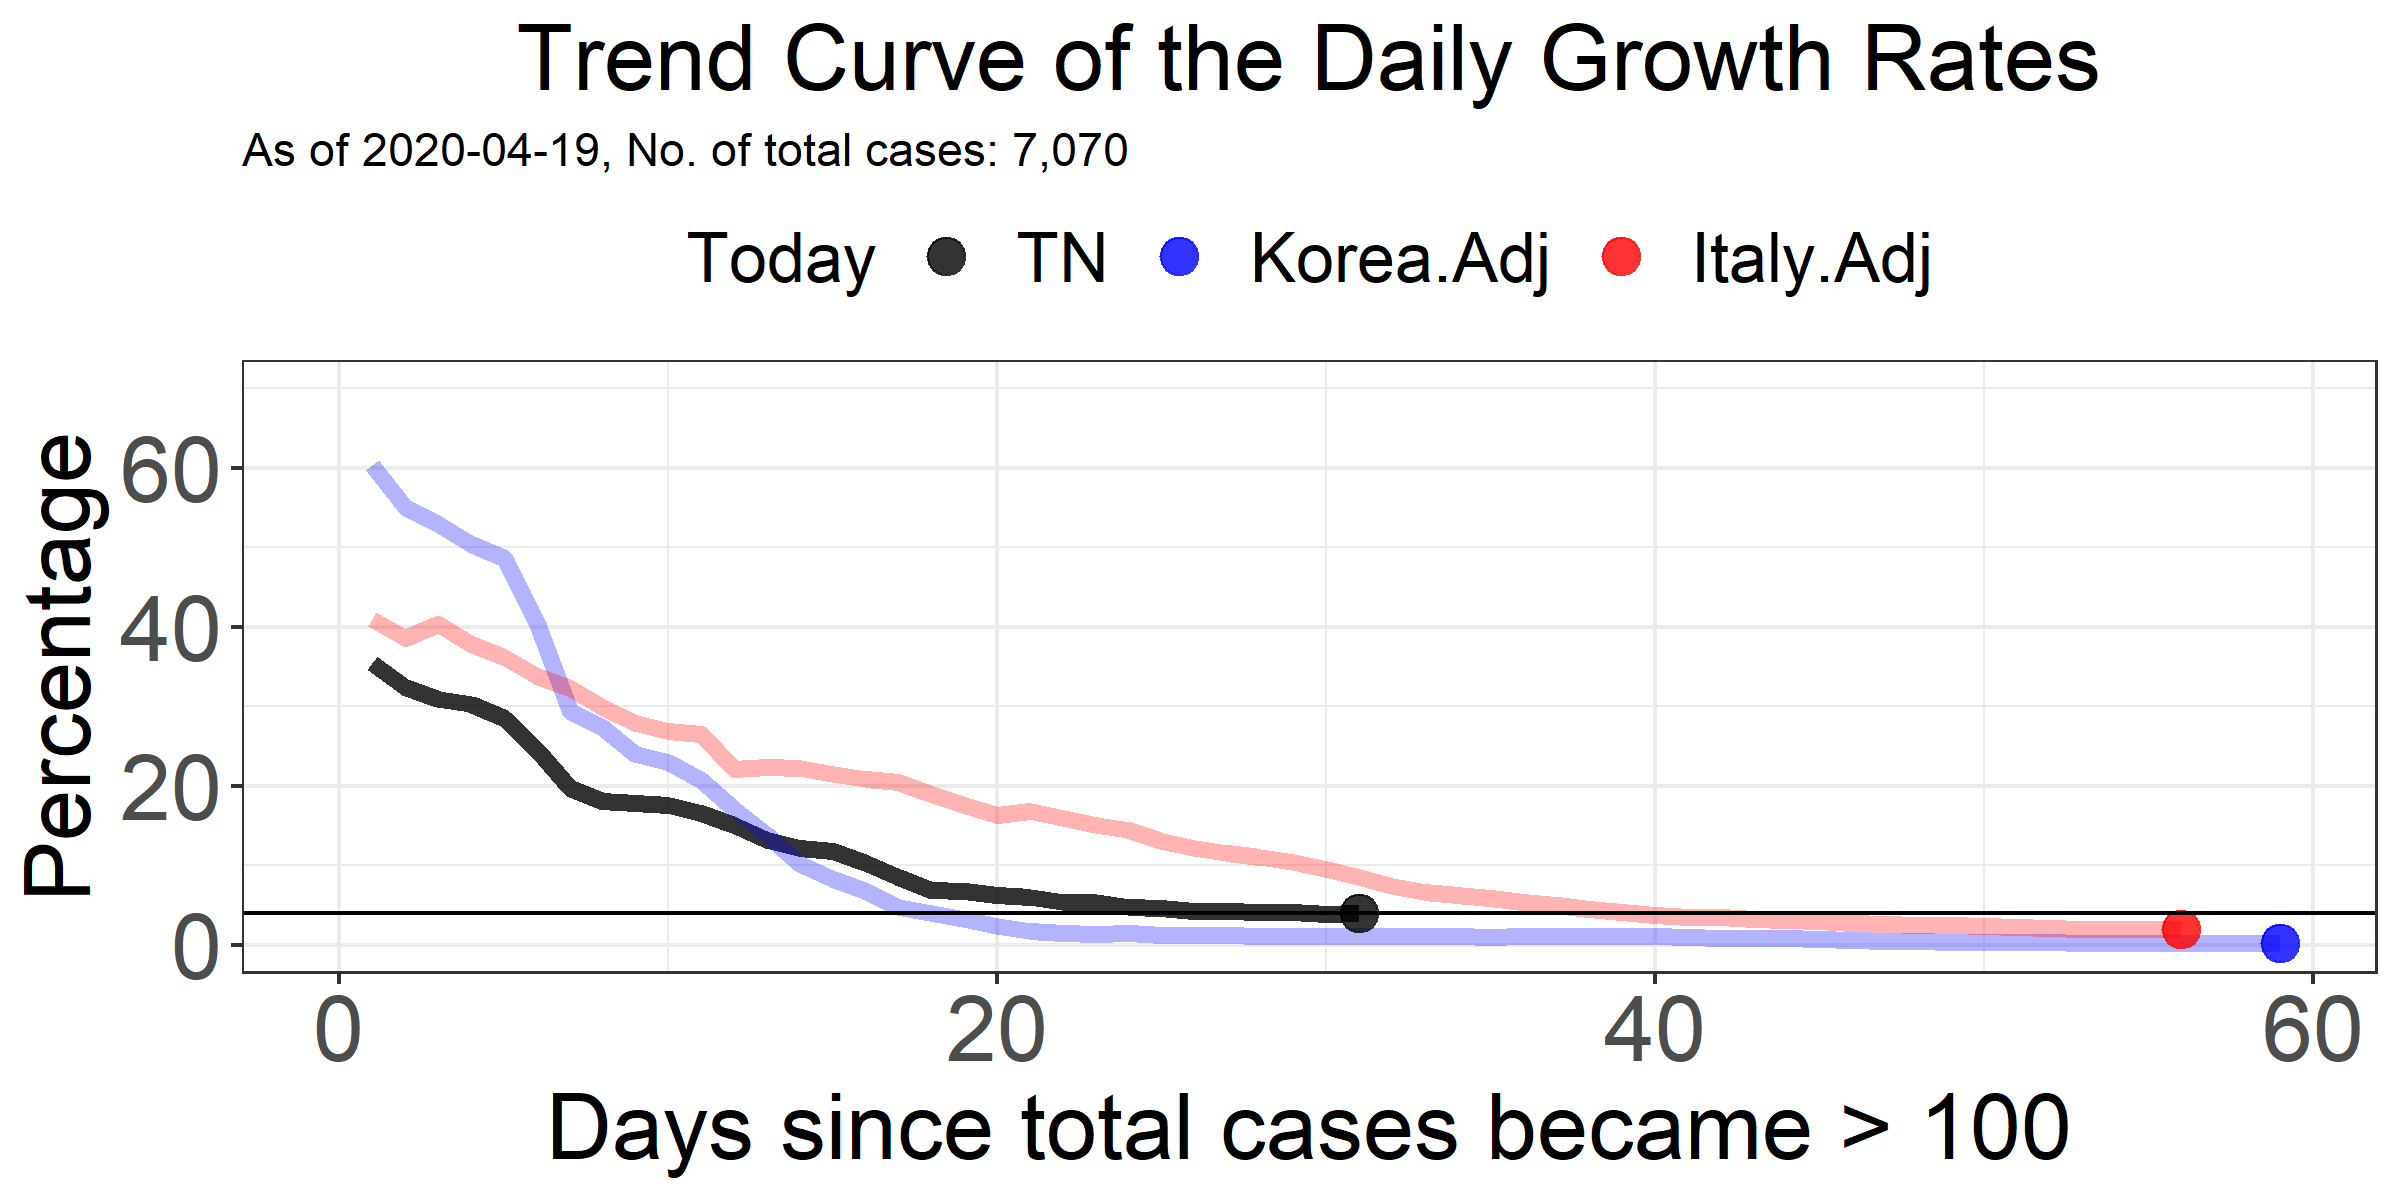 Trend Curve of the Daily Growth Rates
As of 2020-04-19, No. of total cases: 7,070
Today TN Korea.Adj Italy.Adj
Percentage
60
40
20
0
0 20 40 60
Days since total cases became > 100